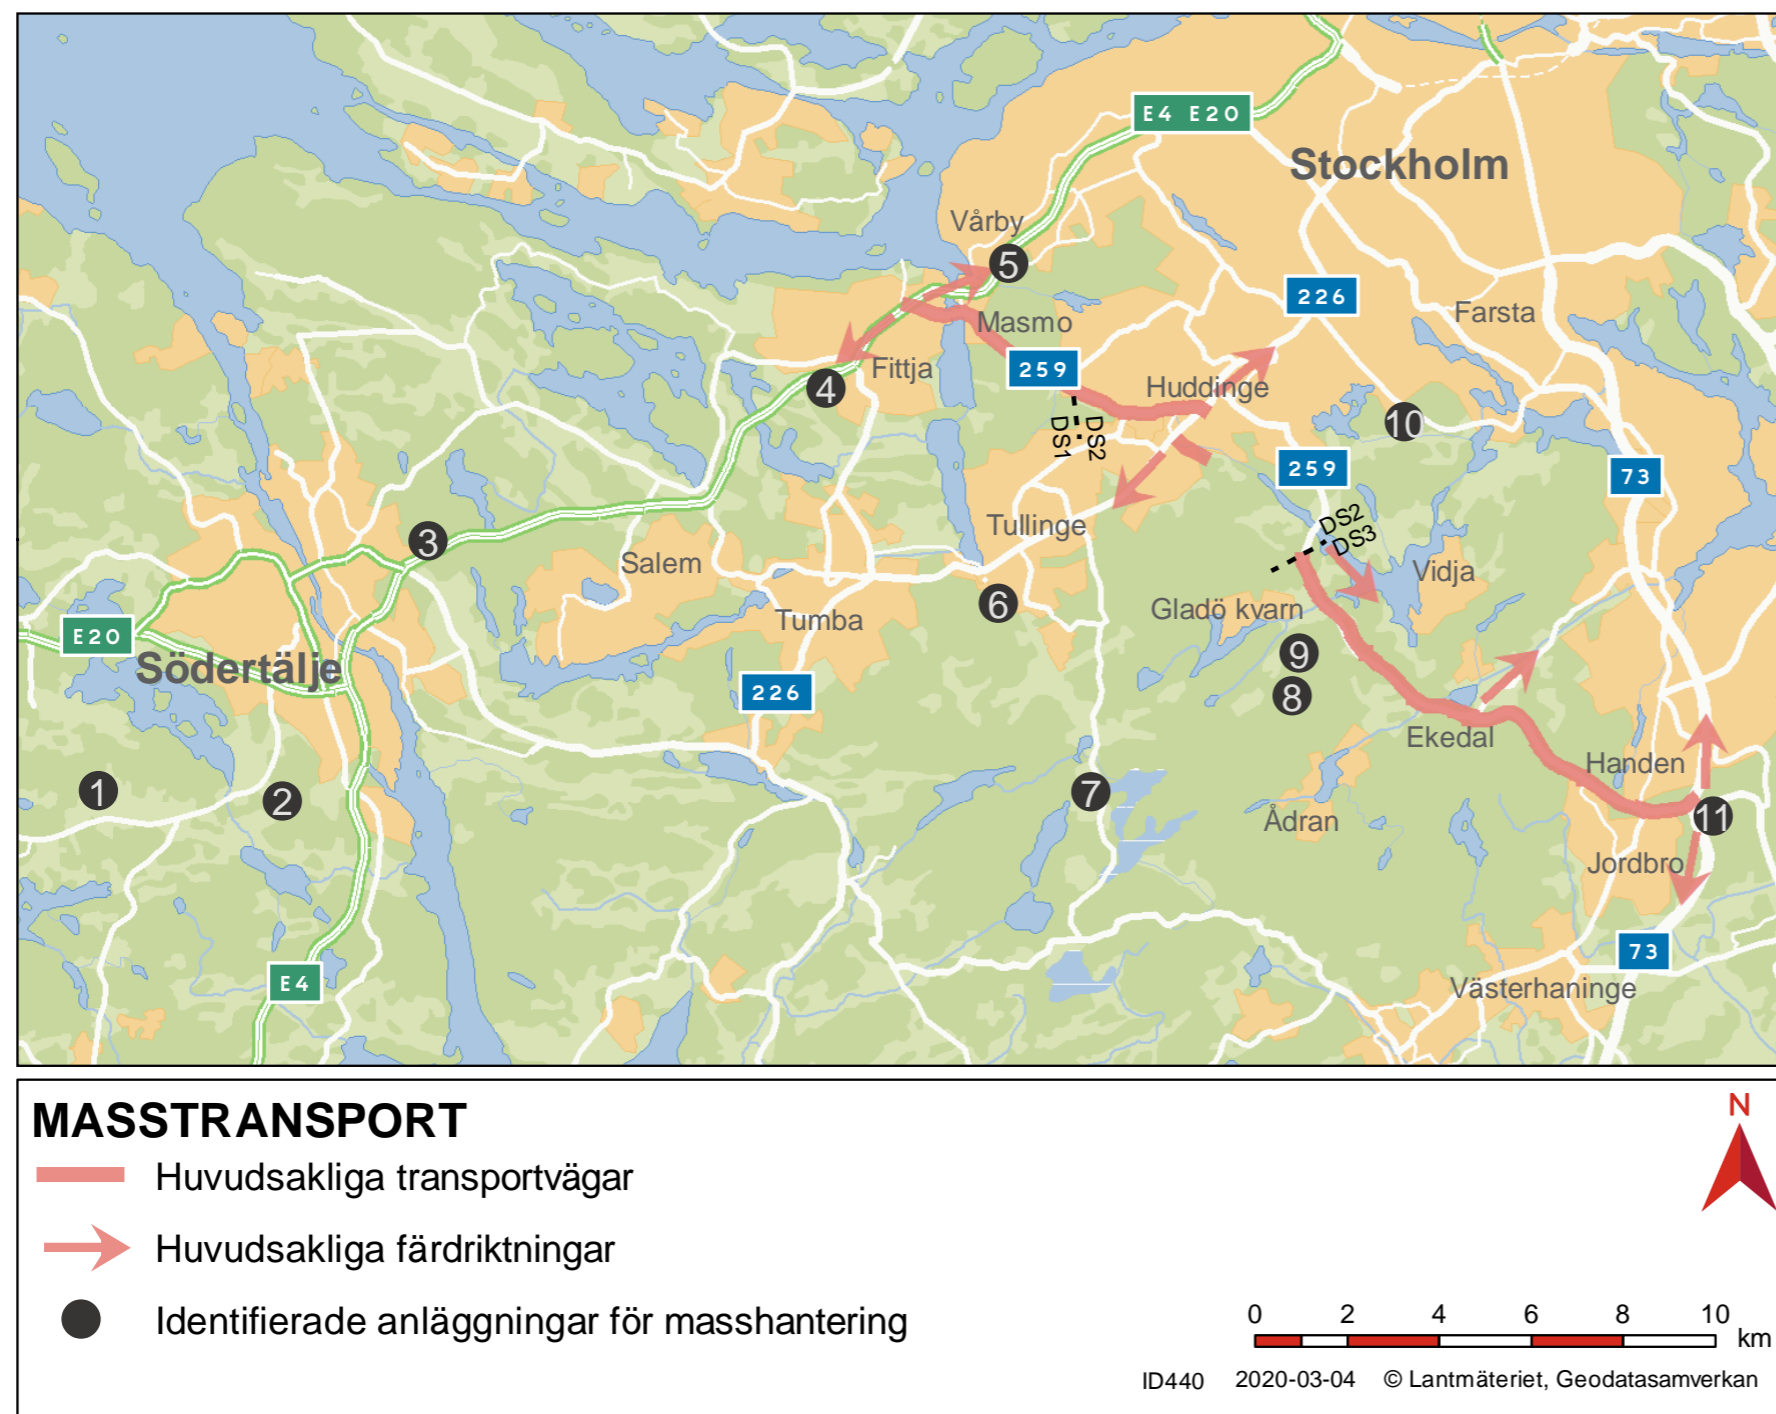 E4 E20
Stockholm
Vårby
5
226
Farsta
Masmo
259
Fittja
4
Huddinge
10
DS1
DS2
259
73
3
DS2
DS3
Tullinge
Salem
Vidja
6
Gladö kvarn
Tumba
E20
Södertälje
9
226
8
Ekedal
Handen
1
2
7
11
Ådran
Jordbro
73
E4
Västerhaninge
MASSTRANSPORT
N
Huvudsakliga transportvägar
Huvudsakliga färdriktningar
Identifierade anläggningar för masshantering
0 2 4 6 8 10
km
ID440 2020-03-04 © Lantmäteriet, Geodatasamverkan